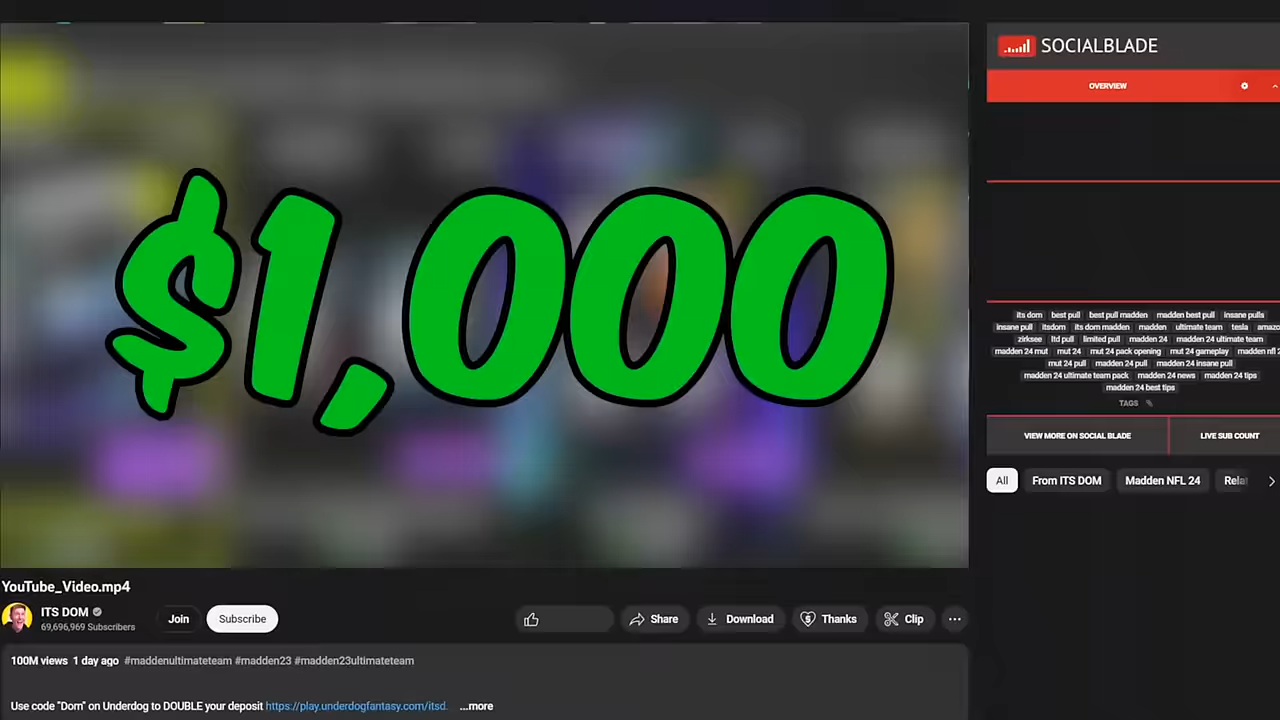 $1,000
YouTube_Video.mp4
ITS DOM
69,696,969 Subscribers
Join
Subscribe
Share
Download
Thanks
Clip
100M views 1 day ago #maddenultimateteam #madden23 #madden23ultimateteam
Use code "Dom" on Underdog to DOUBLE your deposit https://play.underdogfantasy.com/itsd. ...more
SOCIALBLADE
OVERVIEW
its dom best pull best pull madden madden best pull insane pulls
insane pull itsdom its dom madden madden ultimate team tesla amazo
zirksee ltd pull limited pull madden 24 madden 24 ultimate team
madden 24 mut mut 24 mut 24 pack opening mut 24 gameplay madden nfl 2
mut 24 pull madden 24 pull madden 24 insane pull
madden 24 ultimate team pack madden 24 news madden 24 tips
madden 24 best tips
TAGS
VIEW MORE ON SOCIAL BLADE
LIVE SUB COUNT
All
From ITS DOM
Madden NFL 24
Rela